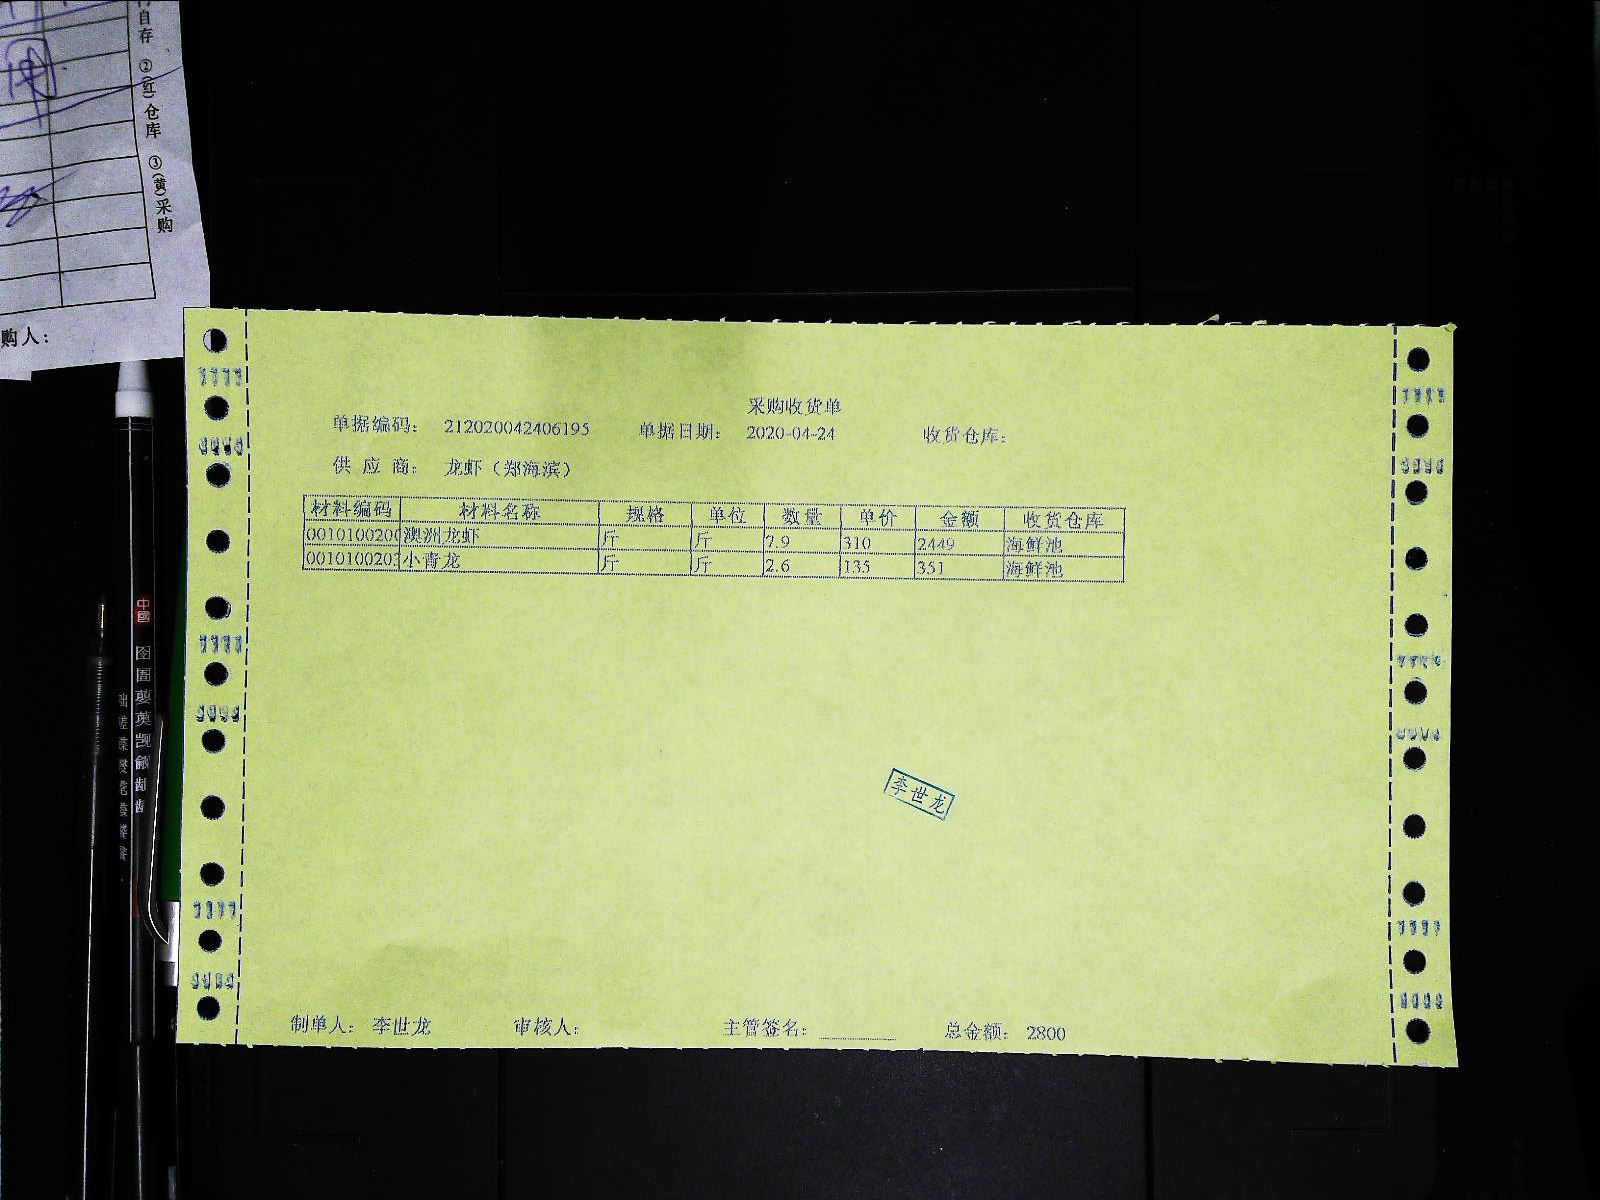 自存 ②(红)仓库 ③(黄)采购
购人：
采购收货单
单据编码： 212020042406195 单据日期： 2020-04-24 收货仓库：
供 应 商： 龙虾（郑海滨）
材料编码 材料名称 规格 单位 数量 单价 金额 收货仓库
0010100200 澳洲龙虾 斤 斤 7.9 310 2449 海鲜池
001010020 小青龙 斤 斤 2.6 135 351 海鲜池
李世龙
制单人： 李世龙 审核人： 主管签名： 总金额： 2800
中国